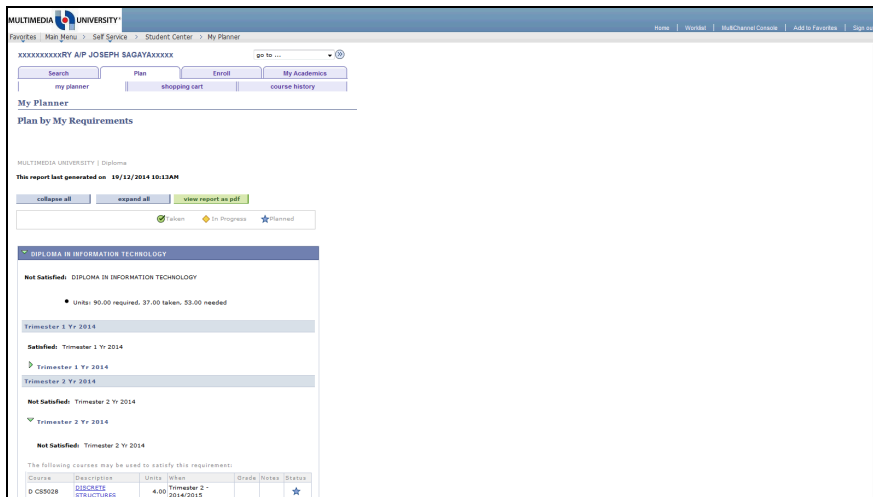 MULTIMEDIA UNIVERSITY
Home | Worklist | MultiChannel Console | Add to Favorites | Sign out
Favorites | Main Menu > Self Service > Student Center > My Planner
xxxxxxxxxxRY A/P JOSEPH SAGAYAxxxxx
go to ...
Search Plan Enroll My Academics
my planner shopping cart course history
My Planner
Plan by My Requirements
MULTIMEDIA UNIVERSITY | Diploma
This report last generated on 19/12/2014 10:13AM
collapse all expand all view report as pdf
Taken In Progress Planned
DIPLOMA IN INFORMATION TECHNOLOGY
Not Satisfied: DIPLOMA IN INFORMATION TECHNOLOGY
• Units: 90.00 required, 37.00 taken, 53.00 needed
Trimester 1 Yr 2014
Satisfied: Trimester 1 Yr 2014
Trimester 1 Yr 2014
Trimester 2 Yr 2014
Not Satisfied: Trimester 2 Yr 2014
Trimester 2 Yr 2014
Not Satisfied: Trimester 2 Yr 2014
The following courses may be used to satisfy this requirement:
Course Description Units When Grade Notes Status
D CS5028 DISCRETE STRUCTURES 4.00 Trimester 2 - 2014/2015